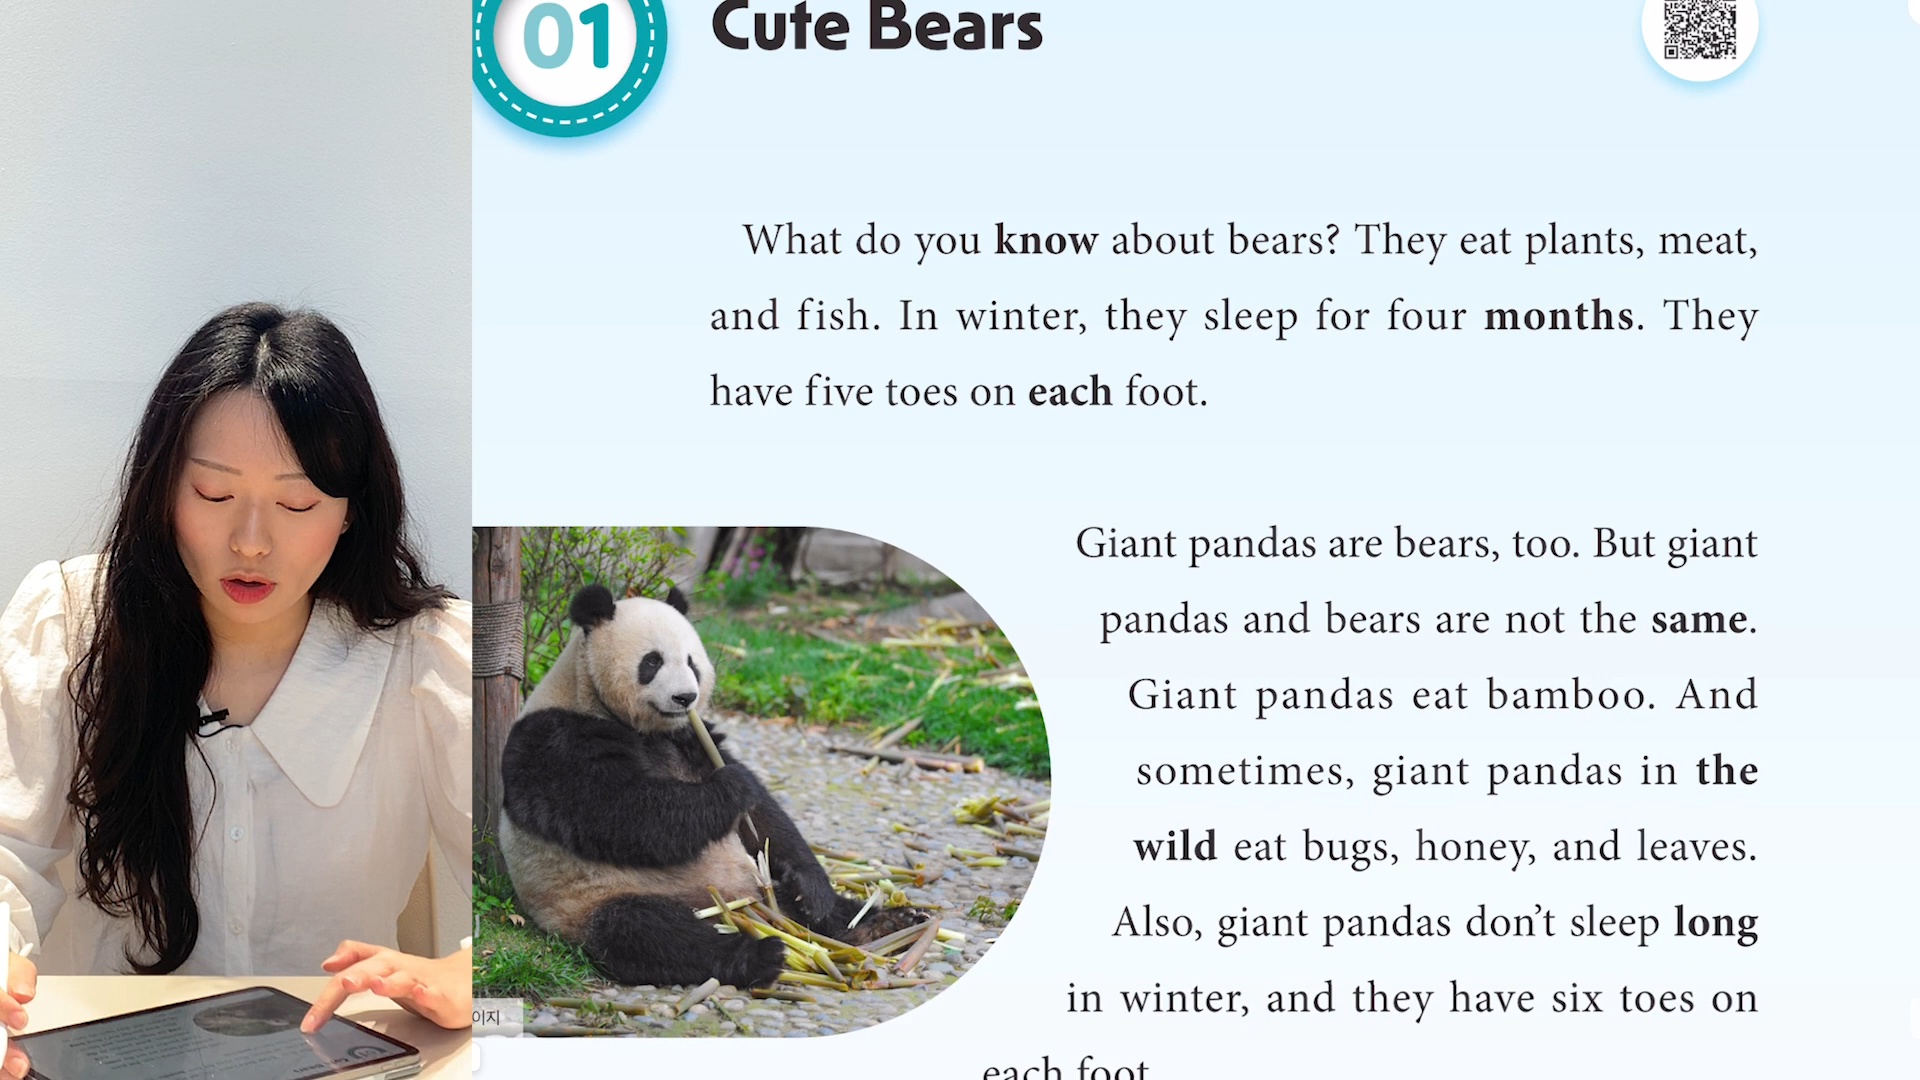 01
Cute Bears
What do you know about bears? They eat plants, meat,
and fish. In winter, they sleep for four months. They
have five toes on each foot.
Giant pandas are bears, too. But giant
pandas and bears are not the same.
Giant pandas eat bamboo. And
sometimes, giant pandas in the
wild eat bugs, honey, and leaves.
Also, giant pandas don't sleep long
in winter, and they have six toes on
each foot
이지